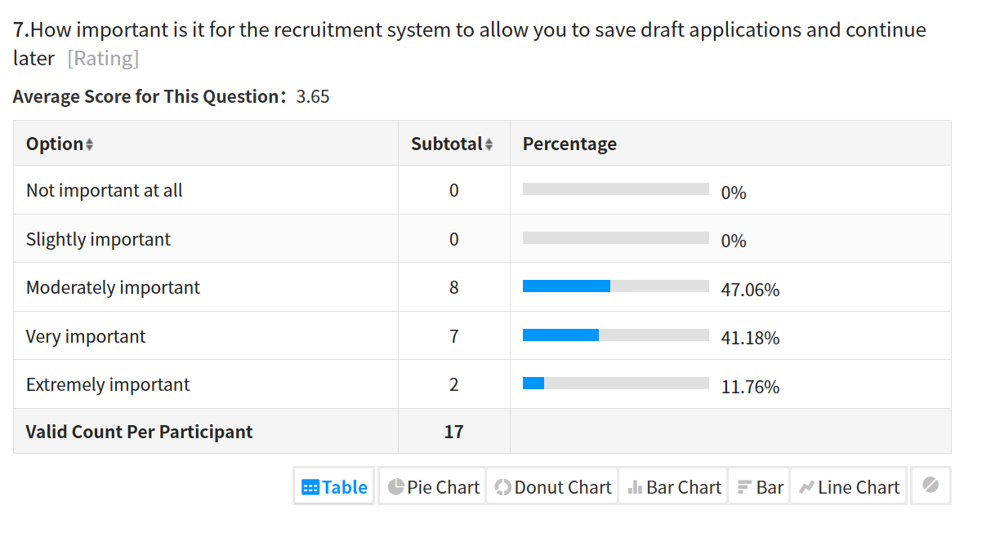 7.How important is it for the recruitment system to allow you to save draft applications and continue
later [Rating]
Average Score for This Question： 3.65
Option Subtotal Percentage
Not important at all 0 0%
Slightly important 0 0%
Moderately important 8 47.06%
Very important 7 41.18%
Extremely important 2 11.76%
Valid Count Per Participant 17
Table Pie Chart Donut Chart Bar Chart Bar Line Chart